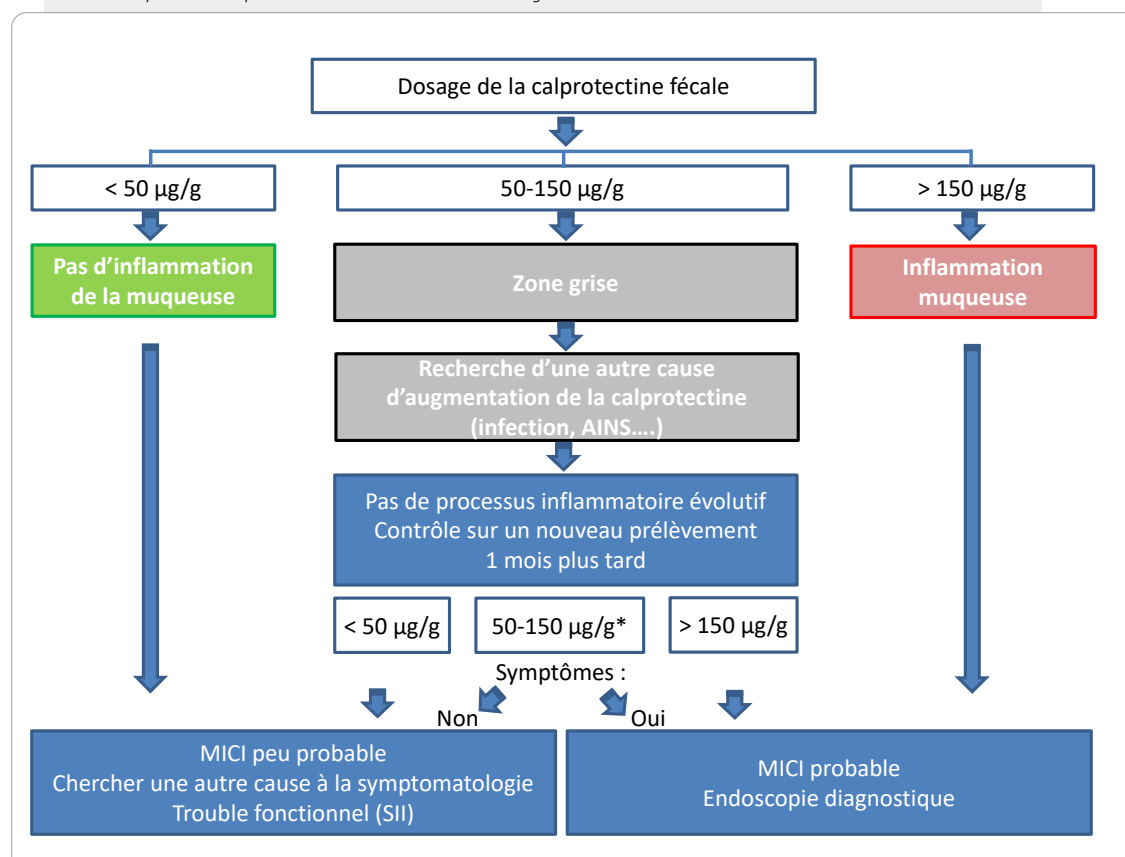 Dosage de la calprotectine fécale
< 50 µg/g
50-150 µg/g
> 150 µg/g
Pas d’inflammation
de la muqueuse
Zone grise
Inflammation
muqueuse
Recherche d’une autre cause
d’augmentation de la calprotectine
(infection, AINS….)
Pas de processus inflammatoire évolutif
Contrôle sur un nouveau prélèvement
1 mois plus tard
< 50 µg/g
50-150 µg/g*
> 150 µg/g
Symptômes :
Non
Oui
MICI peu probable
Chercher une autre cause à la symptomatologie
Trouble fonctionnel (SII)
MICI probable
Endoscopie diagnostique